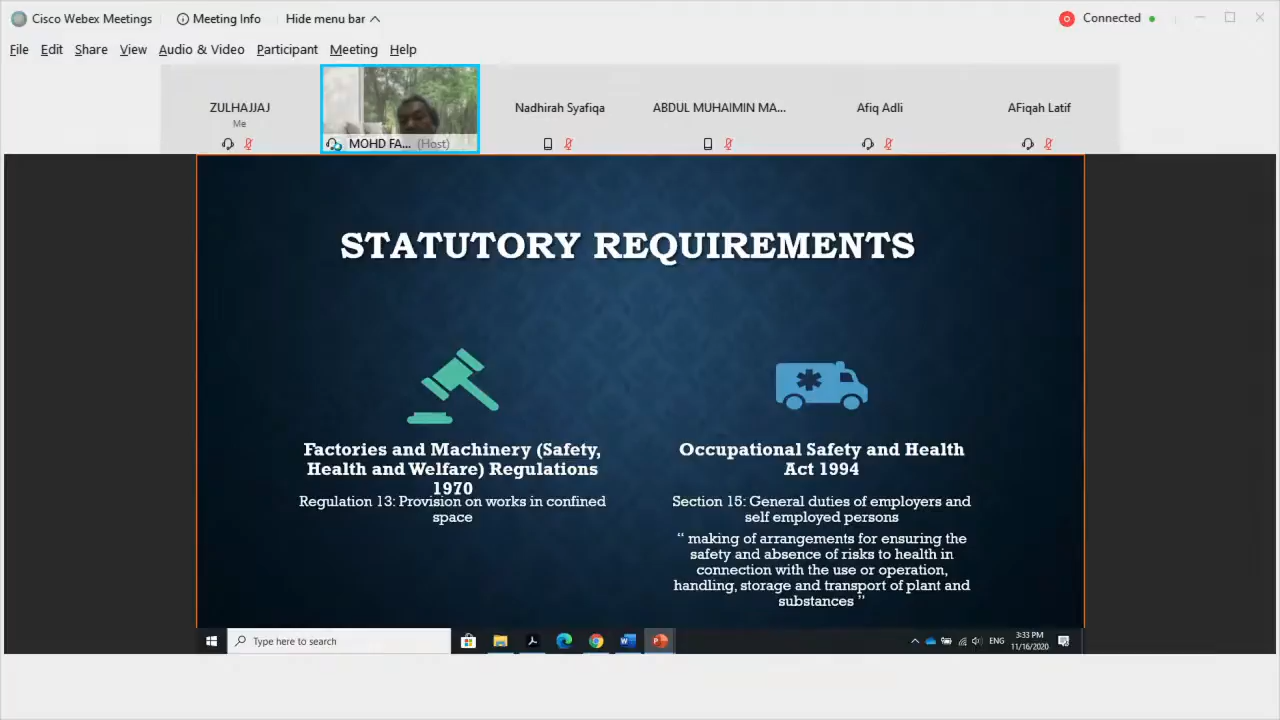 Cisco Webex Meetings
Meeting Info
Hide menu bar
Connected
File Edit Share View Audio & Video Participant Meeting Help
ZULHAJJAJ
Me
MOHD FA... (Host)
Nadhirah Syafiqa
ABDUL MUHAIMIN MA...
Afiq Adli
AFiqah Latif
STATUTORY REQUIREMENTS
Factories and Machinery (Safety,
Health and Welfare) Regulations
1970
Regulation 13: Provision on works in confined
space
Occupational Safety and Health
Act 1994
Section 15: General duties of employers and
self employed persons
“ making of arrangements for ensuring the
safety and absence of risks to health in
connection with the use or operation,
handling, storage and transport of plant and
substances ”
Type here to search
ENG
3:33 PM
11/16/2020